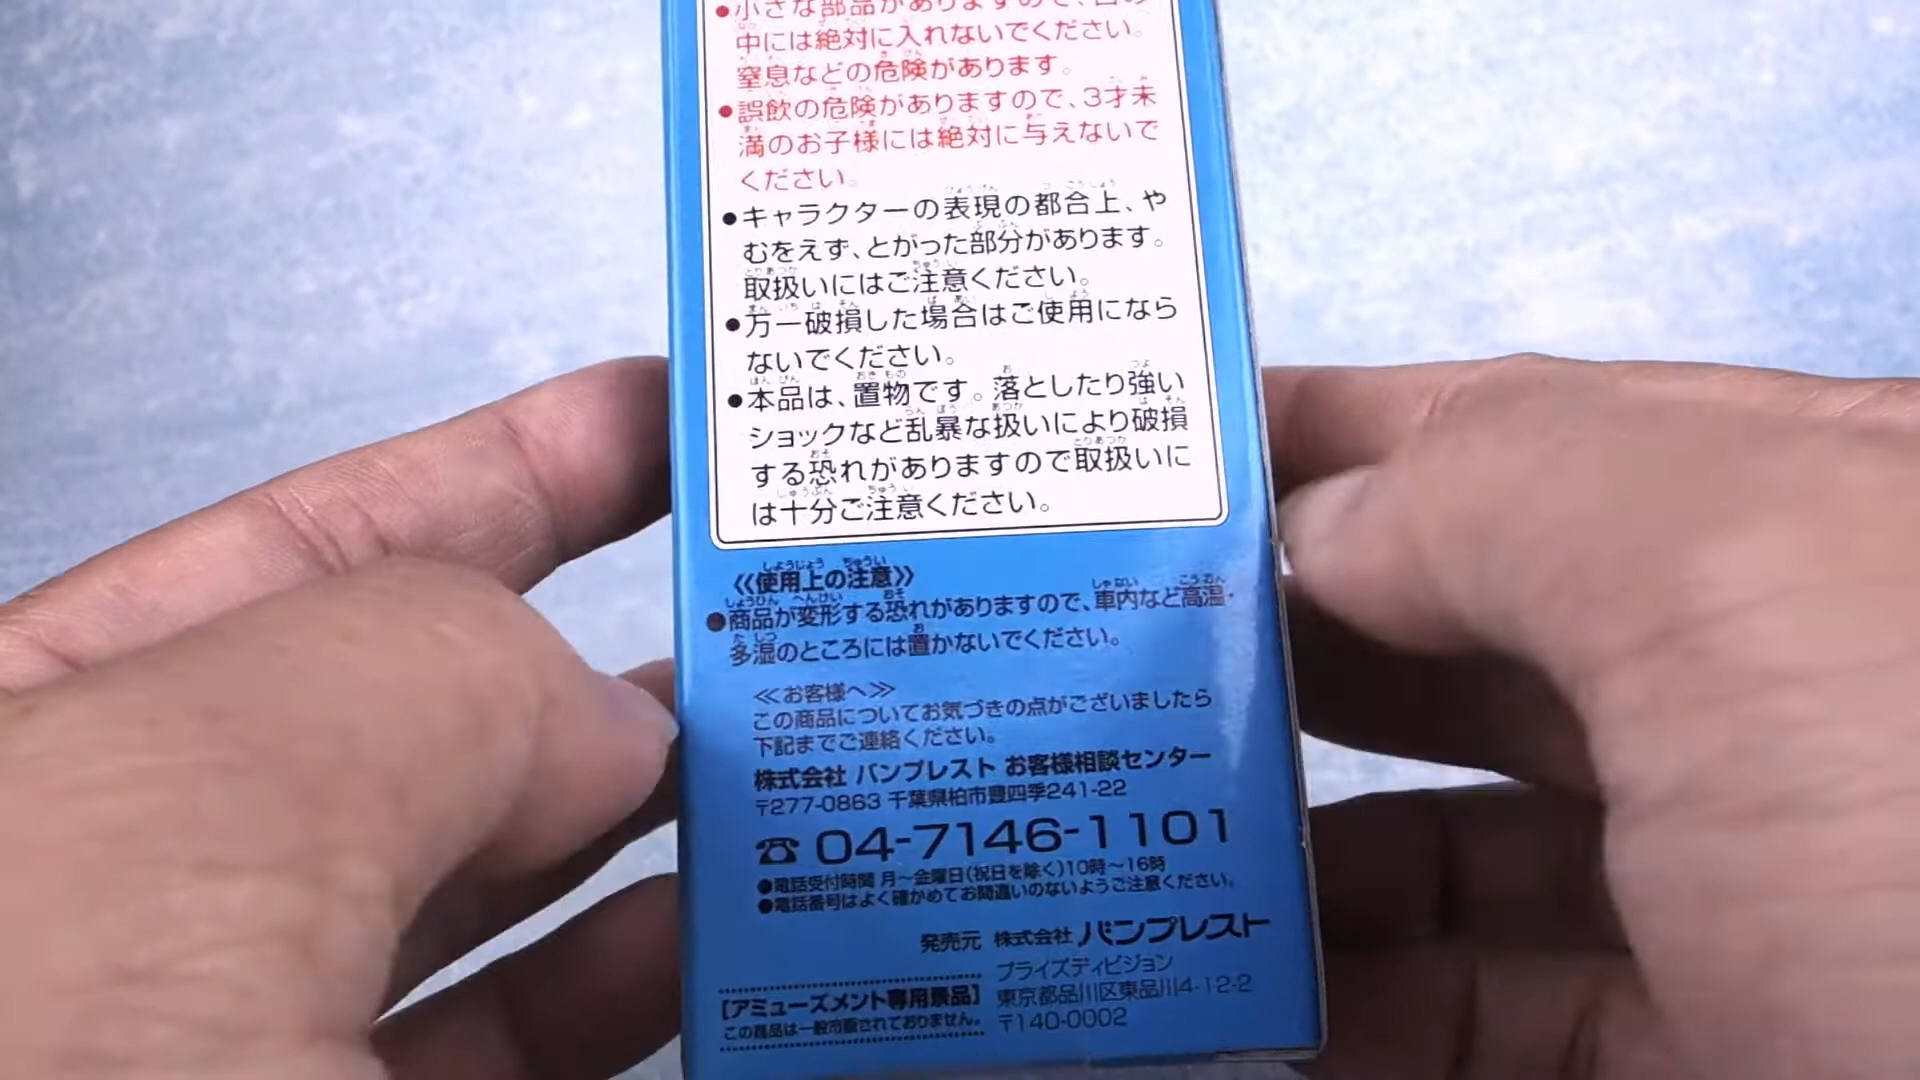 ●小さな部品がありますので、口の
中には絶対に入れないでください。
窒息などの危険があります。
●誤飲の危険がありますので、3才未
満のお子様には絶対に与えないで
ください。
●キャラクターの表現の都合上、や
むをえず、とがった部分があります。
取扱いにはご注意ください。
●万一破損した場合はご使用になら
ないでください。
●本品は、置物です。落としたり強い
ショックなど乱暴な扱いにより破損
する恐れがありますので取扱いに
は十分ご注意ください。
《使用上の注意》
●商品が変形する恐れがありますので、車内など高温・
多湿のところには置かないでください。
≪お客様へ≫
この商品についてお気づきの点がございましたら
下記までご連絡ください。
株式会社 バンプレスト お客様相談センター
〒277-0863 千葉県柏市豊四季241-22
☎04-7146-1101
●電話受付時間 月〜金曜日(祝日を除く)10時〜16時
●電話番号はよく確かめてお間違いのないようご注意ください。
発売元 株式会社 バンプレスト
プライズディビジョン
[アミューズメント専用景品] 東京都品川区東品川4-12-2
この商品は一般市販されておりません。 〒140-0002